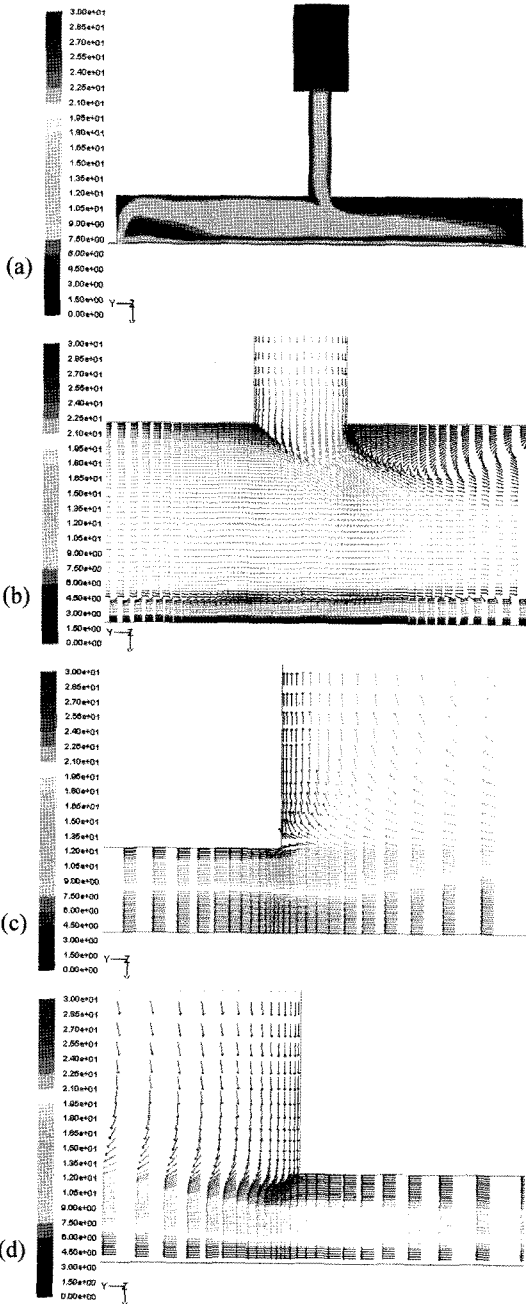 3.00e+01
2.85e+01
2.70e+01
2.55e+01
2.40e+01
2.25e+01
2.10e+01
1.95e+01
1.80e+01
1.65e+01
1.50e+01
1.35e+01
1.20e+01
1.05e+01
9.00e+00
7.50e+00
6.00e+00
4.50e+00
3.00e+00
1.50e+00
0.00e+00
(a)
Y
Z
3.00e+01
2.85e+01
2.70e+01
2.55e+01
2.40e+01
2.25e+01
2.10e+01
1.95e+01
1.80e+01
1.65e+01
1.50e+01
1.35e+01
1.20e+01
1.05e+01
9.00e+00
7.50e+00
6.00e+00
4.50e+00
3.00e+00
1.50e+00
0.00e+00
(b)
Y
Z
3.00e+01
2.85e+01
2.70e+01
2.55e+01
2.40e+01
2.25e+01
2.10e+01
1.95e+01
1.80e+01
1.65e+01
1.50e+01
1.35e+01
1.20e+01
1.05e+01
9.00e+00
7.50e+00
6.00e+00
4.50e+00
3.00e+00
1.50e+00
0.00e+00
(c)
Y
Z
3.00e+01
2.85e+01
2.70e+01
2.55e+01
2.40e+01
2.25e+01
2.10e+01
1.95e+01
1.80e+01
1.65e+01
1.50e+01
1.35e+01
1.20e+01
1.05e+01
9.00e+00
7.50e+00
6.00e+00
4.50e+00
3.00e+00
1.50e+00
0.00e+00
(d)
Y
Z